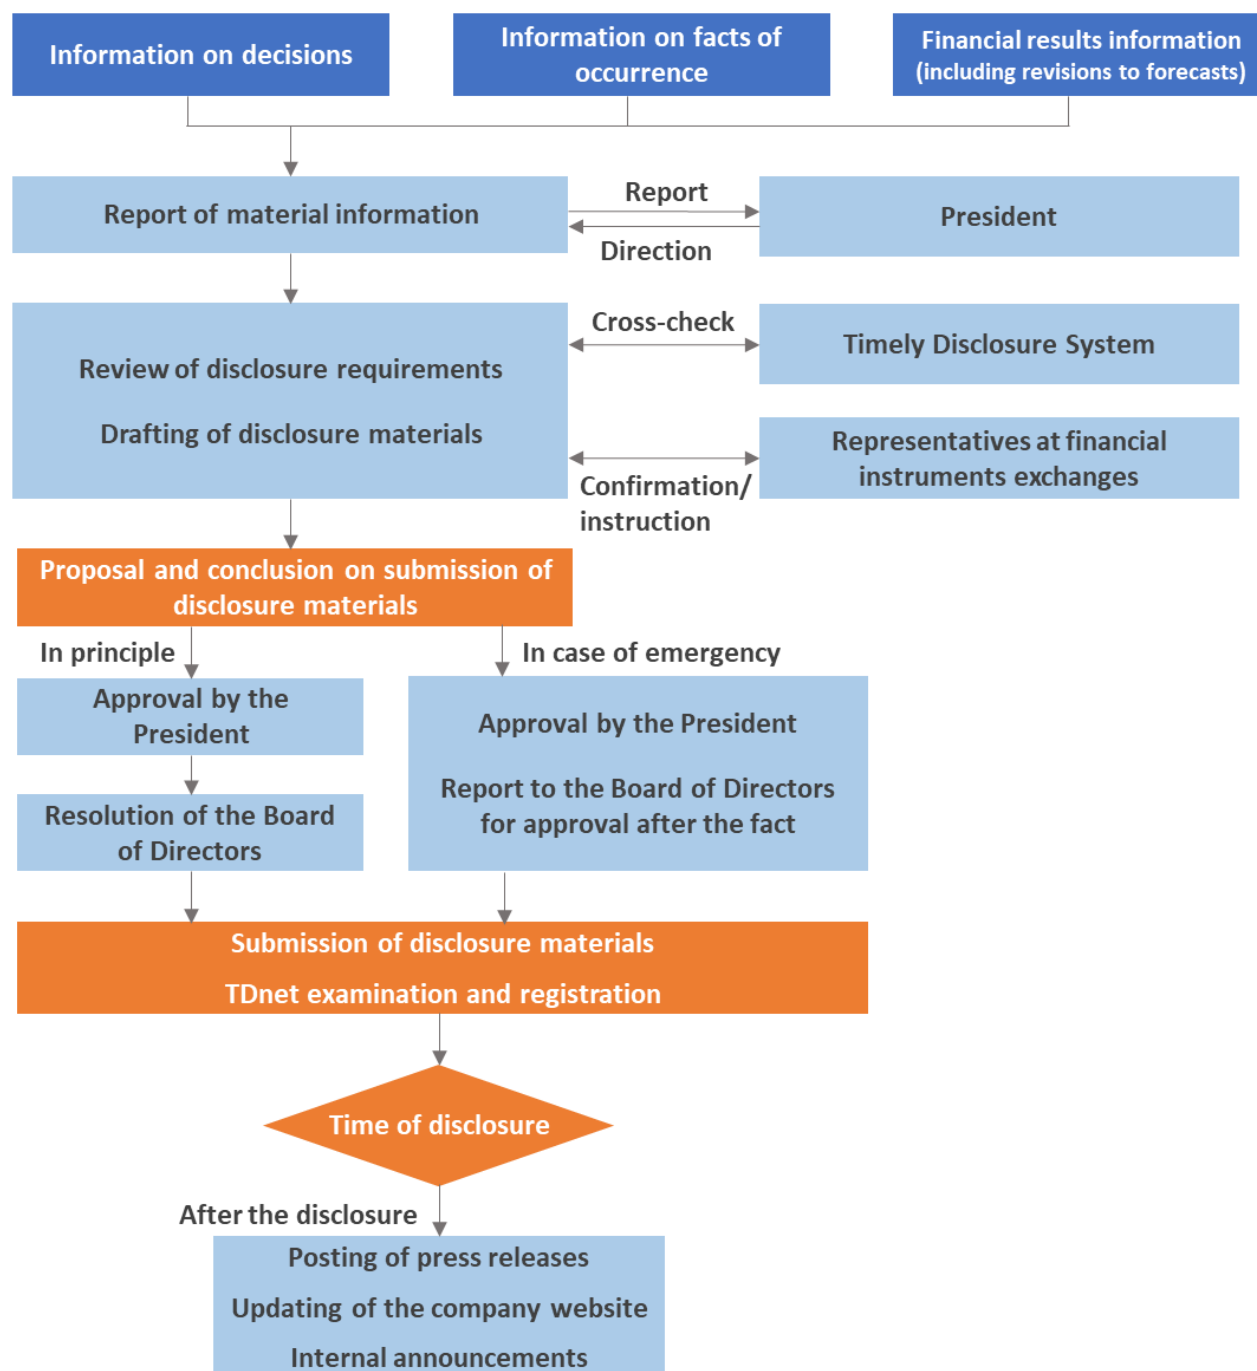 Information on decisions
Information on facts of
occurrence
Financial results information
(including revisions to forecasts)
Report of material information
Report
Direction
President
Review of disclosure requirements
Drafting of disclosure materials
Cross-check
Timely Disclosure System
Confirmation/
instruction
Representatives at financial
instruments exchanges
Proposal and conclusion on submission of
disclosure materials
In principle
In case of emergency
Approval by the
President
Resolution of the Board
of Directors
Approval by the President
Report to the Board of Directors
for approval after the fact
Submission of disclosure materials
TDnet examination and registration
Time of disclosure
After the disclosure
Posting of press releases
Updating of the company website
Internal announcements